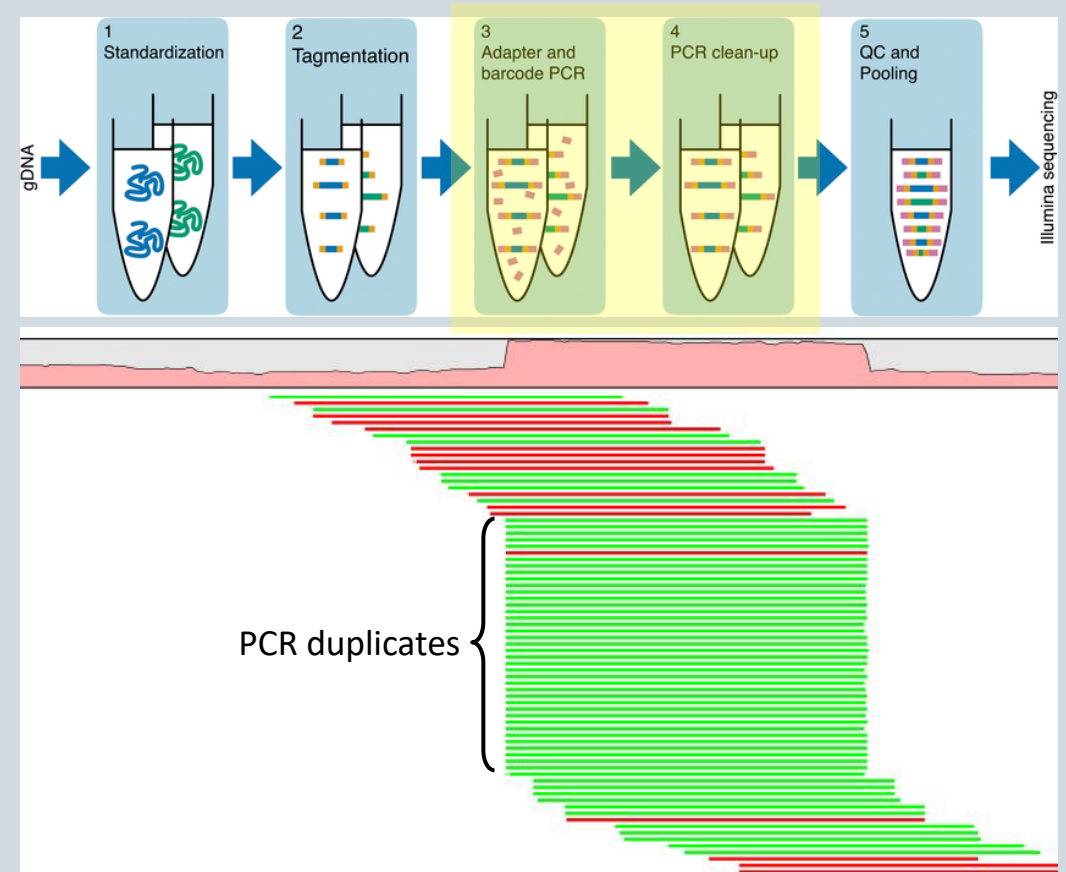 1
Standardization
2
Tagmentation
3
Adapter and
barcode PCR
4
PCR clean-up
5
QC and
Pooling
gDNA
Illumina sequencing
PCR duplicates